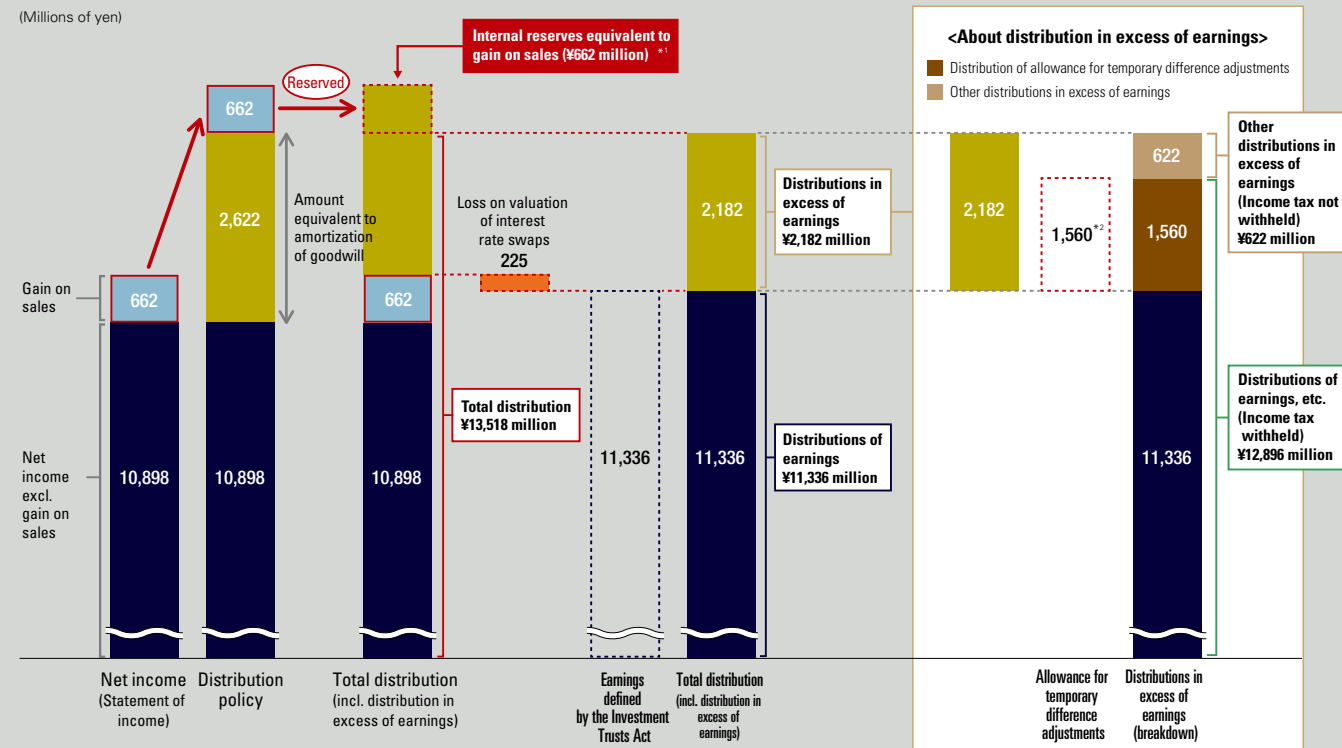 (Millions of yen)
Internal reserves equivalent to
gain on sales (¥662 million) *1
Reserved
<About distribution in excess of earnings>
Distribution of allowance for temporary difference adjustments
Other distributions in excess of earnings
662
2,622
Amount
equivalent to
amortization
of goodwill
Loss on valuation
of interest
rate swaps
225
2,182
Distributions in
excess of
earnings
¥2,182 million
2,182
1,560*2
622
1,560
Other
distributions in
excess of
earnings
(Income tax not
withheld)
¥622 million
Gain on
sales
662
662
Total distribution
¥13,518 million
Net
income
excl.
gain on
sales
10,898
10,898
10,898
11,336
11,336
Distributions of
earnings
¥11,336 million
11,336
Distributions of
earnings, etc.
(Income tax
withheld)
¥12,896 million
Net income
(Statement of
income)
Distribution
policy
Total distribution
(incl. distribution in
excess of earnings)
Earnings
defined
by the Investment
Trusts Act
Total distribution
(incl. distribution in
excess of
earnings)
Allowance for
temporary
difference
adjustments
Distributions in
excess of
earnings
(breakdown)